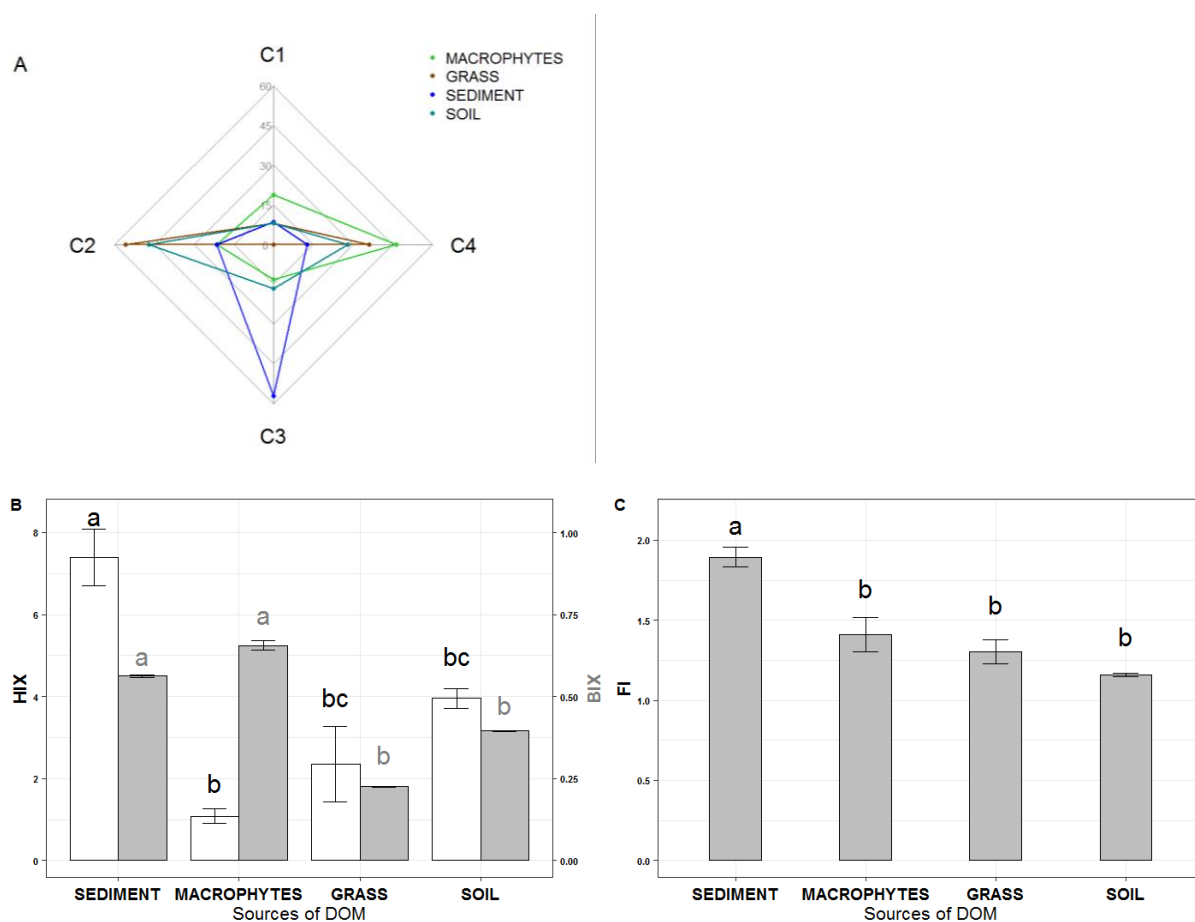 A
C1
MACROPHYTES
GRASS
SEDIMENT
SOIL
60
45
30
15
0
C2
C4
C3
B
a
a
b
a
bc
b
bc
b
8
6
4
2
0
HIX
1.00
0.75
0.50
0.25
0.00
BIX
SEDIMENT MACROPHYTES GRASS SOIL
Sources of DOM
C
a
b
b
b
2.0
1.5
1.0
0.5
0.0
FI
SEDIMENT MACROPHYTES GRASS SOIL
Sources of DOM